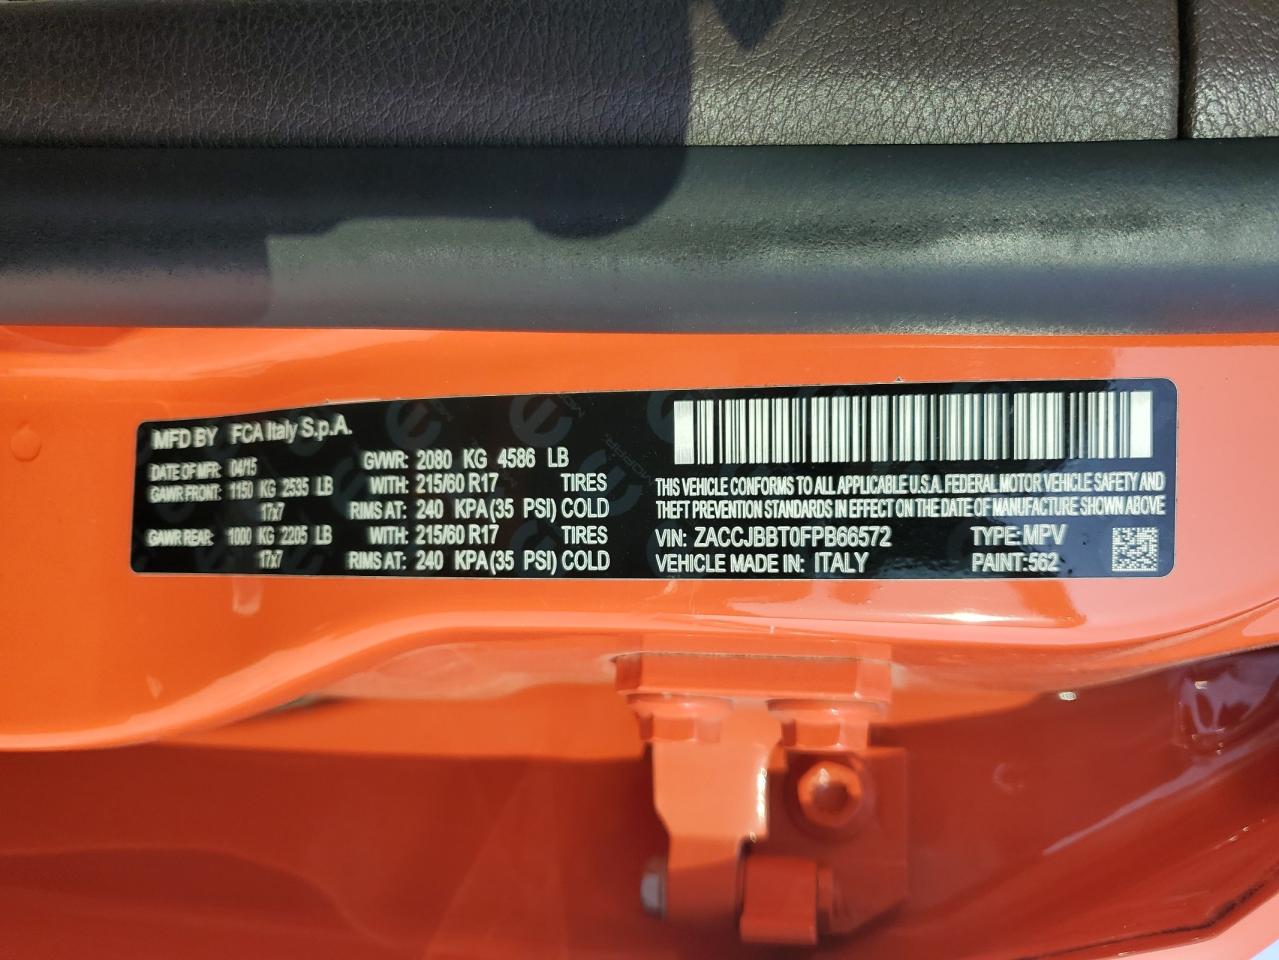 MFD BY FCA Italy S.p.A.
DATE OF MFR: 04/15 GVWR: 2080 KG 4586 LB
GAWR FRONT: 1150 KG 2535 LB WITH: 215/60 R17 TIRES
17x7 RIMS AT: 240 KPA (35 PSI) COLD
GAWR REAR: 1000 KG 2205 LB WITH: 215/60 R17 TIRES
17x7 RIMS AT: 240 KPA (35 PSI) COLD
THIS VEHICLE CONFORMS TO ALL APPLICABLE U.S.A. FEDERAL MOTOR VEHICLE SAFETY AND
THEFT PREVENTION STANDARDS IN EFFECT ON THE DATE OF MANUFACTURE SHOWN ABOVE
VIN: ZACCJBBT0FPB66572 TYPE: MPV
VEHICLE MADE IN: ITALY PAINT:562